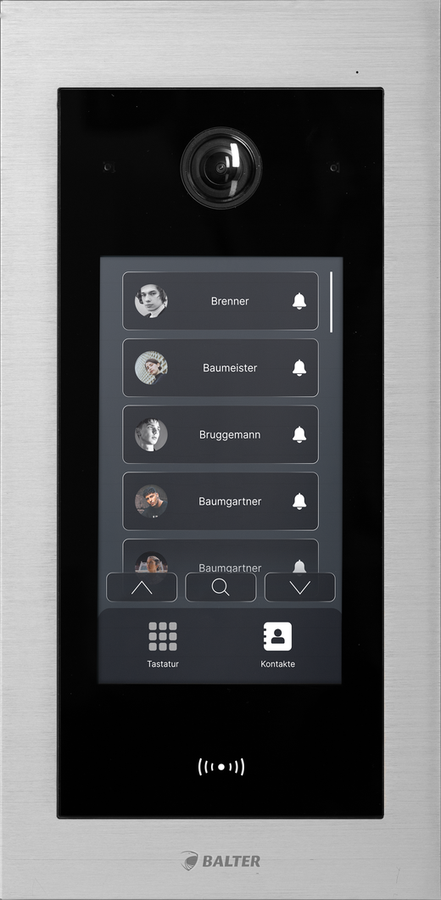 Brenner
Baumeister
Bruggemann
Baumgartner
Baumgartner
Tastatur
Kontakte
BALTER